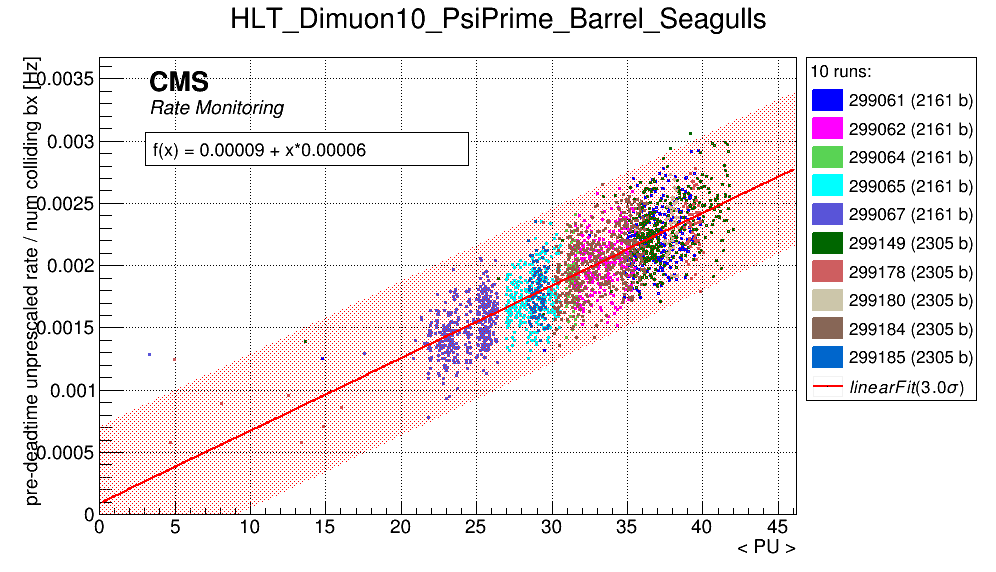 HLT_Dimuon10_PsiPrime_Barrel_Seagulls
pre-deadtime unprescaled rate / num colliding bx [Hz]
0.0035
0.003
0.0025
0.002
0.0015
0.001
0.0005
0
CMS
Rate Monitoring
f(x) = 0.00009 + x*0.00006
0 5 10 15 20 25 30 35 40 45
< PU >
10 runs:
299061 (2161 b)
299062 (2161 b)
299064 (2161 b)
299065 (2161 b)
299067 (2161 b)
299149 (2305 b)
299178 (2305 b)
299180 (2305 b)
299184 (2305 b)
299185 (2305 b)
linearFit(3.0σ)